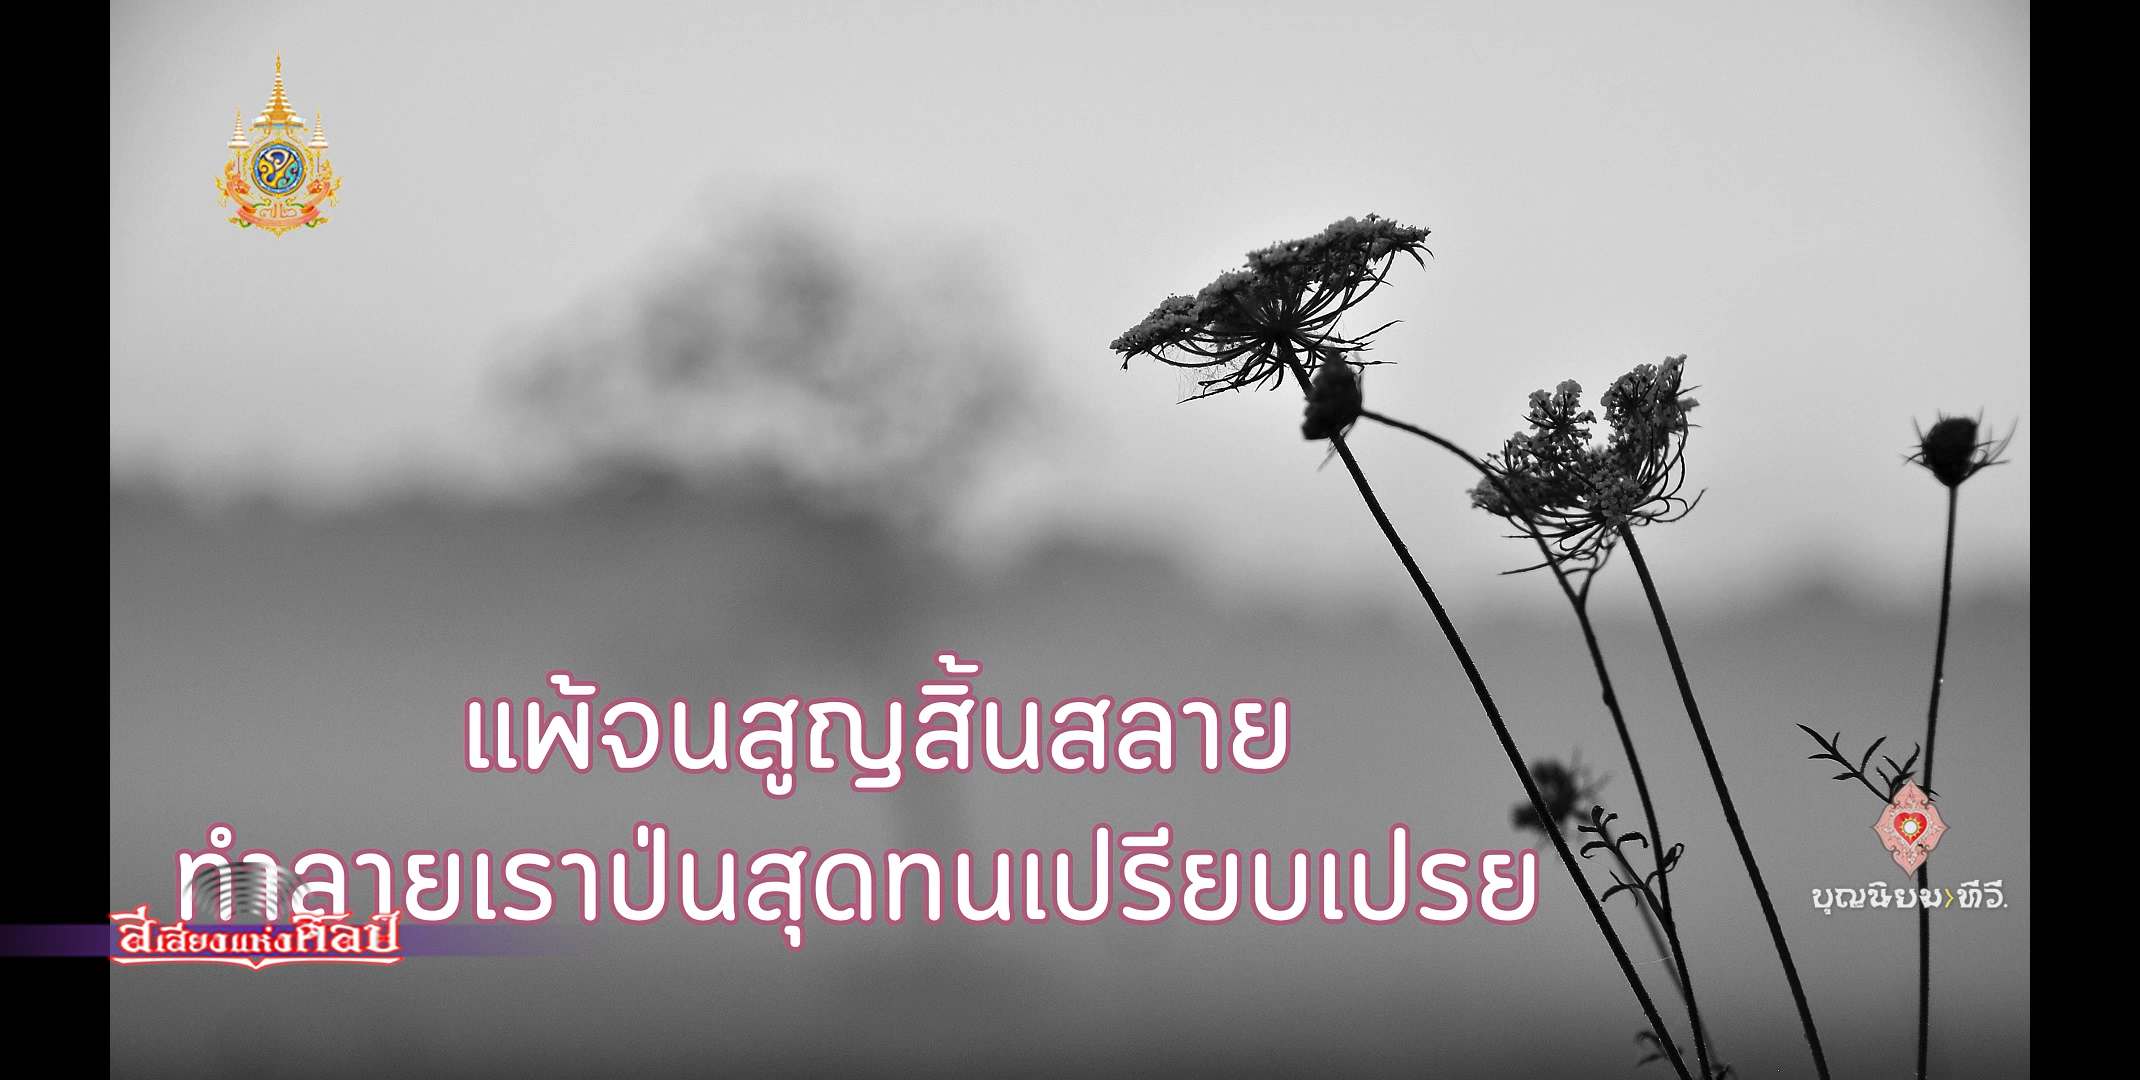 แพ้จนสูญสิ้นสลาย
ทำลายเราป่นสุดทนเปรียบเปรย
สีเสียงแห่งศิลป์
บุญนิยม>ทีวี.